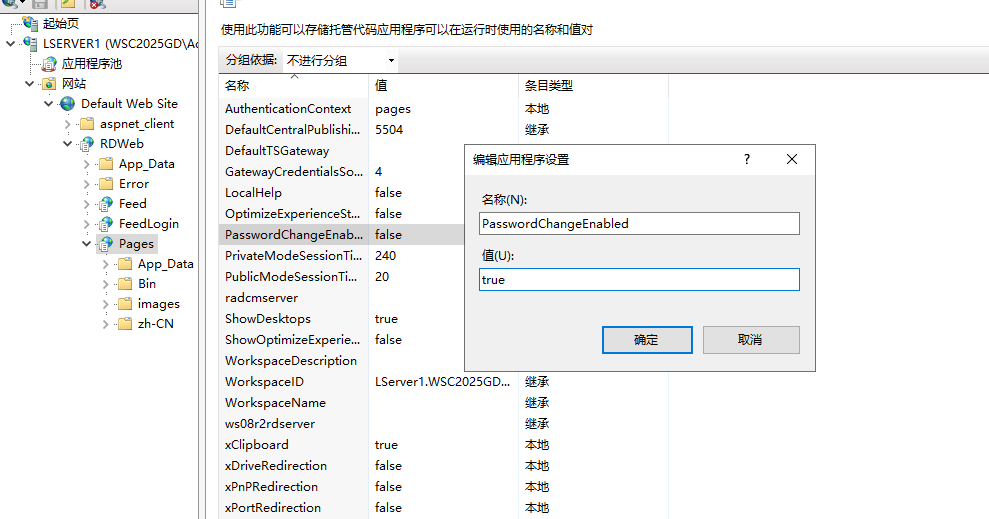 起始页
LSERVER1 (WSC2025GD\Ac
应用程序池
网站
Default Web Site
aspnet_client
RDWeb
App_Data
Error
Feed
FeedLogin
Pages
App_Data
Bin
images
zh-CN
使用此功能可以存储托管代码应用程序可以在运行时使用的名称和值对
分组依据: 不进行分组
名称 值 条目类型
AuthenticationContext pages 本地
DefaultCentralPublishi... 5504 继承
DefaultTSGateway
GatewayCredentialsSo... 4
LocalHelp false
OptimizeExperienceSt... false
PasswordChangeEnab... false
PrivateModeSessionTi... 240
PublicModeSessionTi... 20
radcmserver
ShowDesktops true
ShowOptimizeExperie... false
WorkspaceDescription
WorkspaceID LServer1.WSC2025GD... 继承
WorkspaceName 继承
ws08r2rdserver 继承
xClipboard true 本地
xDriveRedirection false 本地
xPnPRedirection false 本地
xPortRedirection false 本地
编辑应用程序设置 ?
名称(N):
PasswordChangeEnabled
值(U):
true
确定 取消